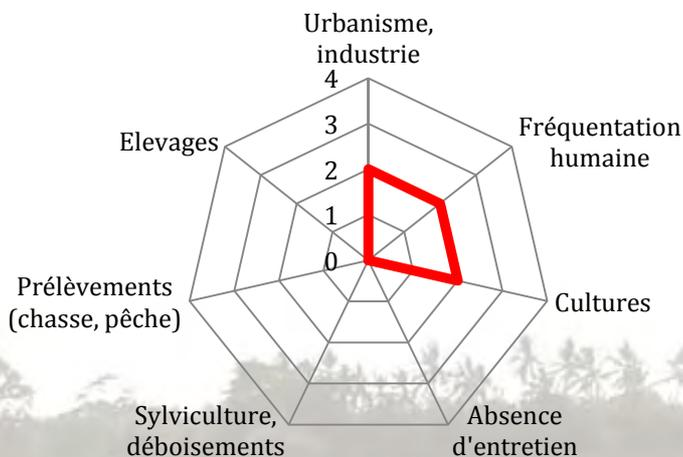 Urbanisme,
industrie
4
3
2
1
0
Fréquentation
humaine
Cultures
Absence
d'entretien
Sylviculture,
déboisements
Prélèvements
(chasse, pêche)
Elevages